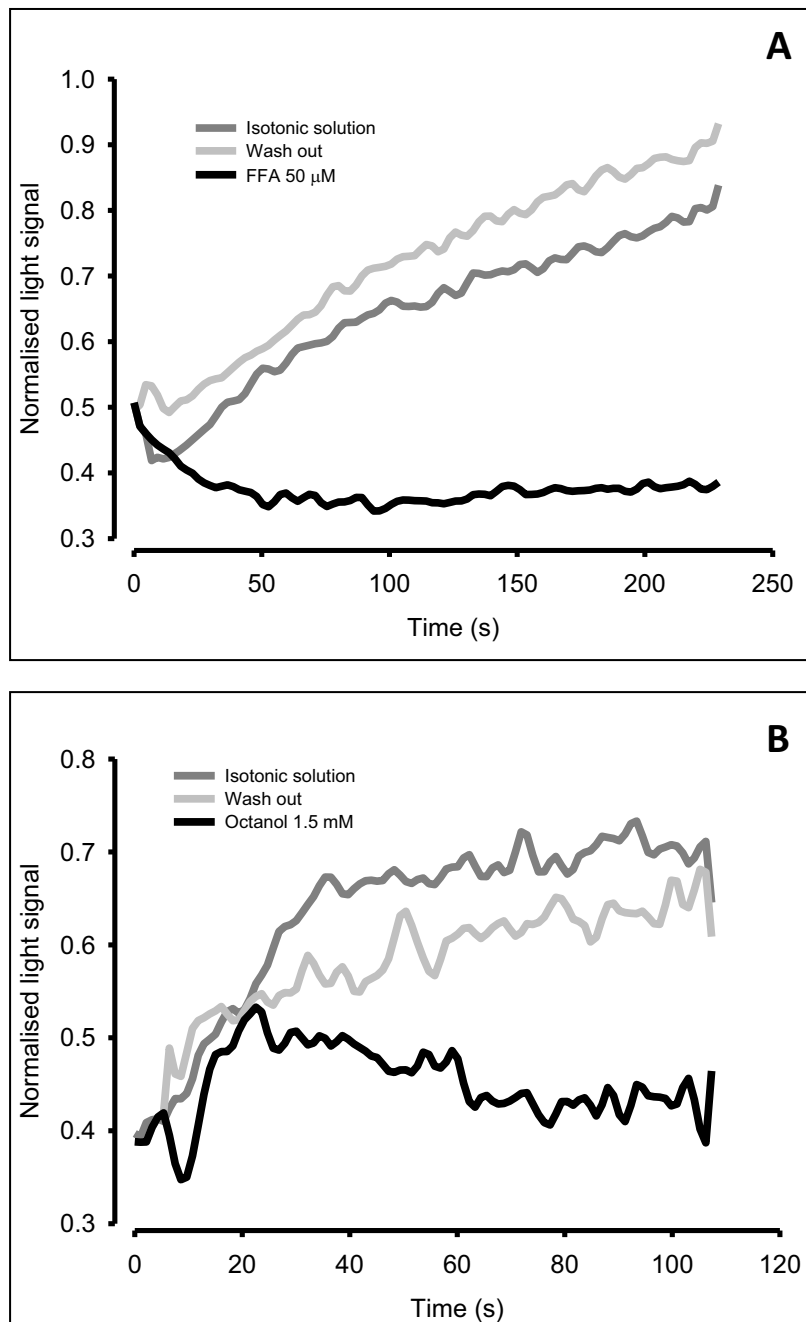 A
1.0
0.9
0.8
0.7
0.6
0.5
0.4
0.3
Normalised light signal
Isotonic solution
Wash out
FFA 50 μM
0 50 100 150 200 250
Time (s)
B
0.8
0.7
0.6
0.5
0.4
0.3
Normalised light signal
Isotonic solution
Wash out
Octanol 1.5 mM
0 20 40 60 80 100 120
Time (s)